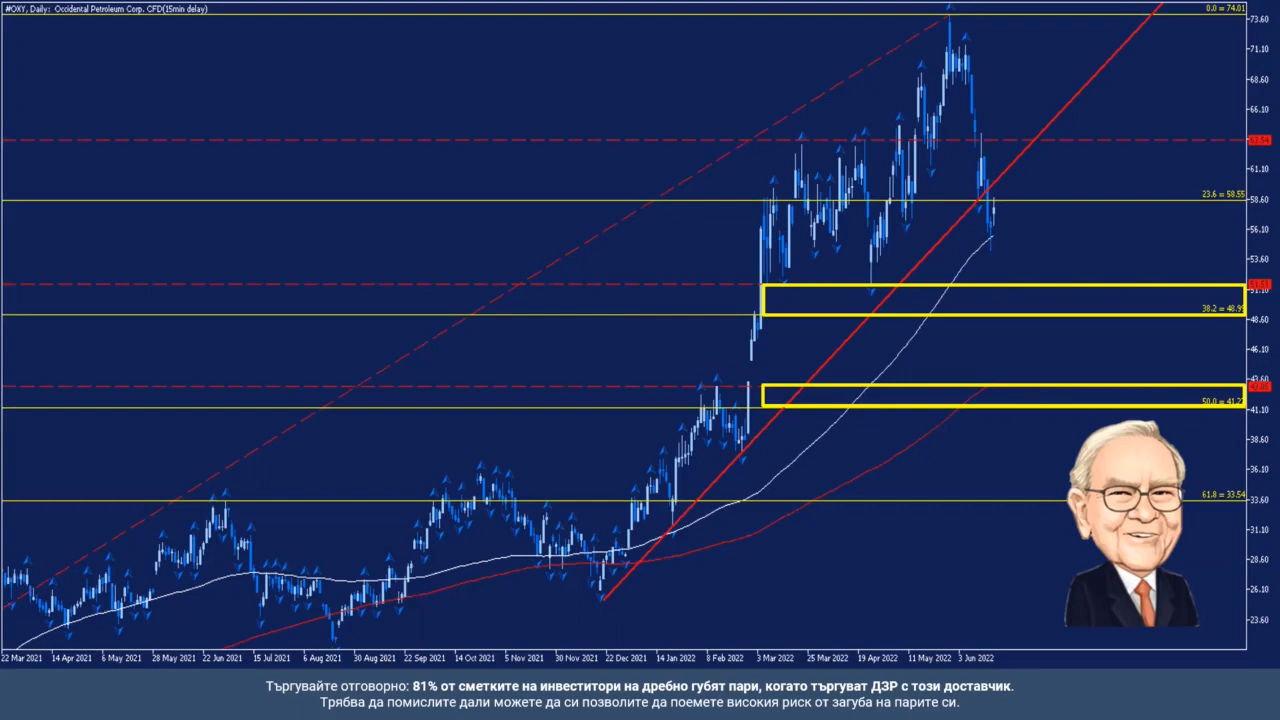 #OXY, Daily: Occidental Petroleum Corp. CFD(15min delay)
0.0 = 74.01
73.60
71.10
68.60
66.10
63.54
61.10
23.6 = 58.55
58.60
56.10
53.60
51.10
38.2 = 48.99
48.60
46.10
43.60
50.0 = 41.27
41.10
38.60
36.10
61.8 = 33.54
33.60
31.10
28.60
26.10
23.60
22 Mar 2021 14 Apr 2021 6 May 2021 28 May 2021 22 Jun 2021 15 Jul 2021 6 Aug 2021 30 Aug 2021 22 Sep 2021 14 Oct 2021 5 Nov 2021 30 Nov 2021 22 Dec 2021 14 Jan 2022 8 Feb 2022 3 Mar 2022 25 Mar 2022 19 Apr 2022 11 May 2022 3 Jun 2022
Търгувайте отговорно: 81% от сметките на инвеститори на дребно губят пари, когато търгуват ДЗР с този доставчик.
Трябва да помислите дали можете да си позволите да поемете високия риск от загуба на парите си.